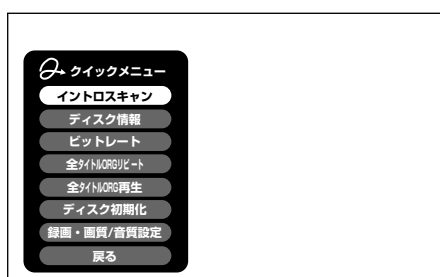 クイックメニュー
イントロスキャン
ディスク情報
ビットレート
全ﾀｲﾄﾙORGﾘﾋﾟｰﾄ
全ﾀｲﾄﾙORG再生
ディスク初期化
録画・画質/音質設定
戻る